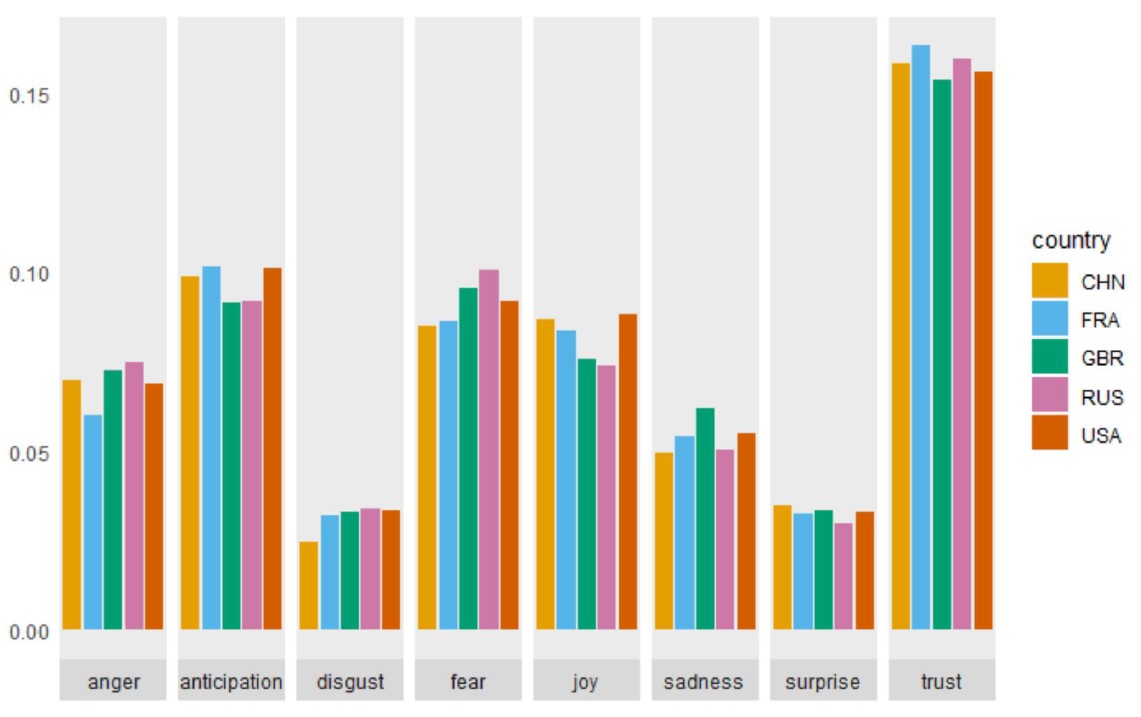 0.15
0.10
0.05
0.00
anger anticipation disgust fear joy sadness surprise trust
country
CHN
FRA
GBR
RUS
USA